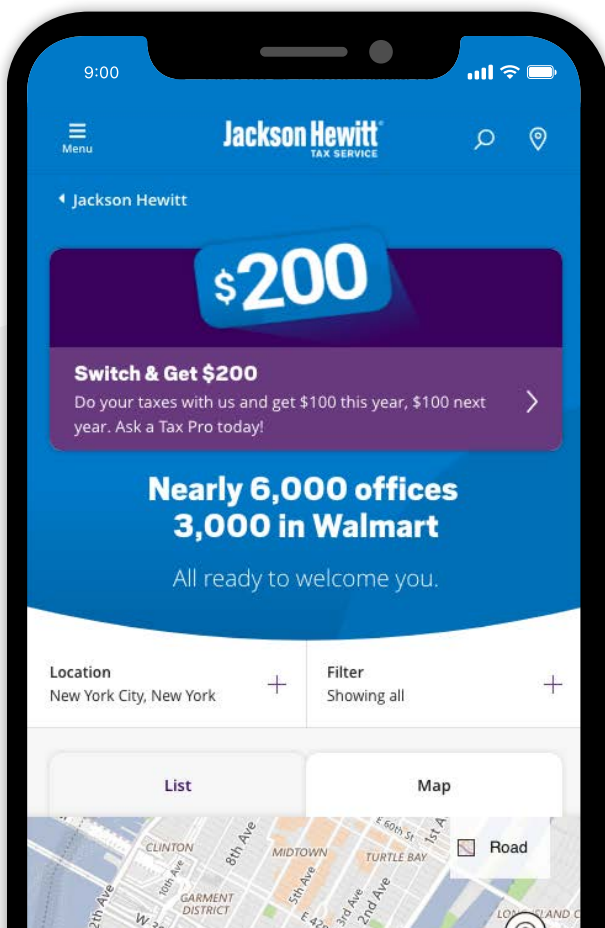 9:00
Menu
Jackson Hewitt®
TAX SERVICE
Jackson Hewitt
$200
Switch & Get $200
Do your taxes with us and get $100 this year, $100 next
year. Ask a Tax Pro today!
Nearly 6,000 offices
3,000 in Walmart
All ready to welcome you.
Location
New York City, New York
Filter
Showing all
List
Map
E 60th St
1st A
Road
CLINTON
8th Ave
MIDTOWN
TURTLE BAY
10th Ave
5th Ave
GARMENT
DISTRICT
3rd Ave
2nd Ave